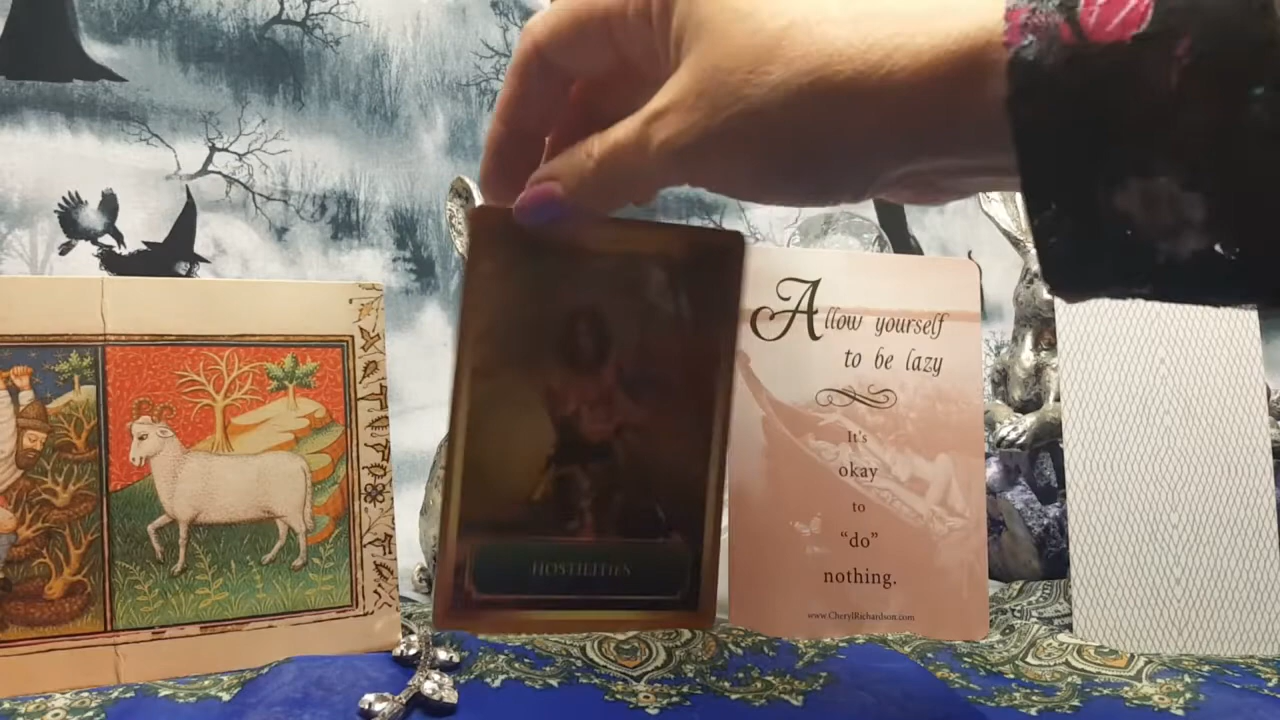 HOSTILITIES
Allow yourself
to be lazy
It's
okay
to
“do”
nothing.
www.CherylRichardson.com